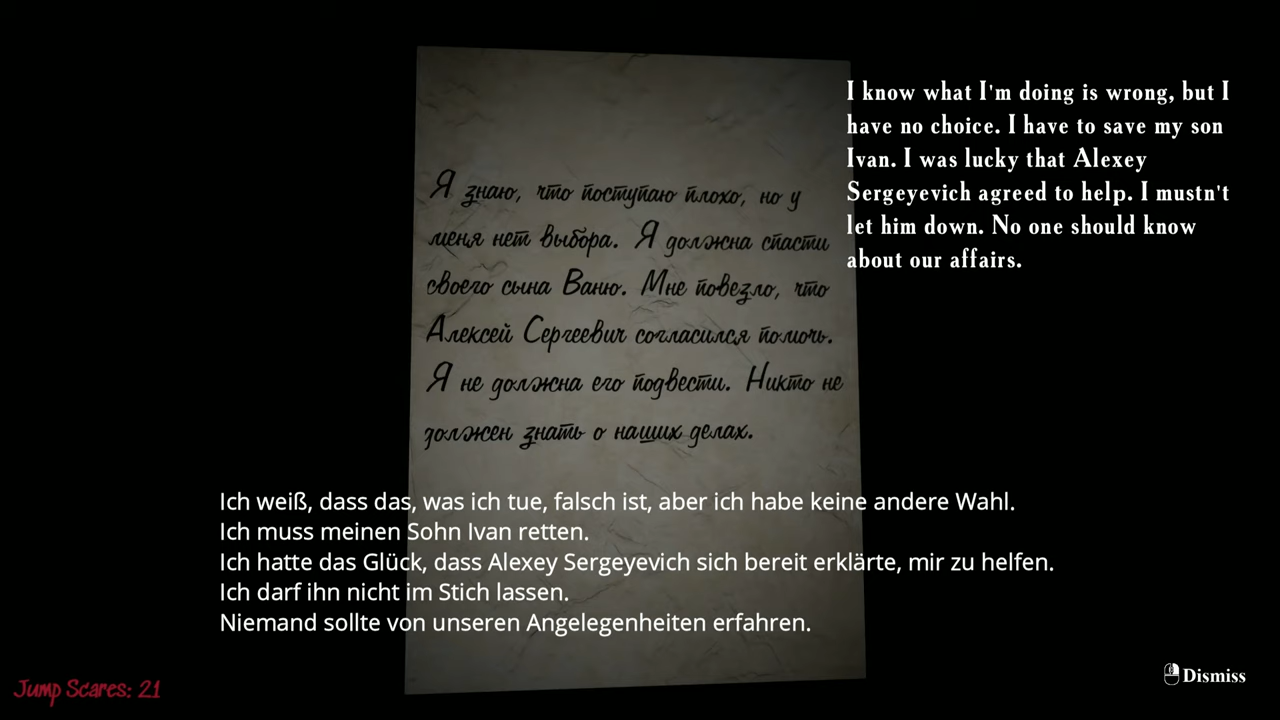 Я знаю, что поступаю плохо, но у
меня нет выбора. Я должна спасти
своего сына Ваню. Мне повезло, что
Алексей Сергеевич согласился помочь.
Я не должна его подвести. Никто не
должен знать о наших делах.
I know what I'm doing is wrong, but I
have no choice. I have to save my son
Ivan. I was lucky that Alexey
Sergeyevich agreed to help. I mustn't
let him down. No one should know
about our affairs.
Ich weiß, dass das, was ich tue, falsch ist, aber ich habe keine andere Wahl.
Ich muss meinen Sohn Ivan retten.
Ich hatte das Glück, dass Alexey Sergeyevich sich bereit erklärte, mir zu helfen.
Ich darf ihn nicht im Stich lassen.
Niemand sollte von unseren Angelegenheiten erfahren.
Jump Scares: 21
Dismiss